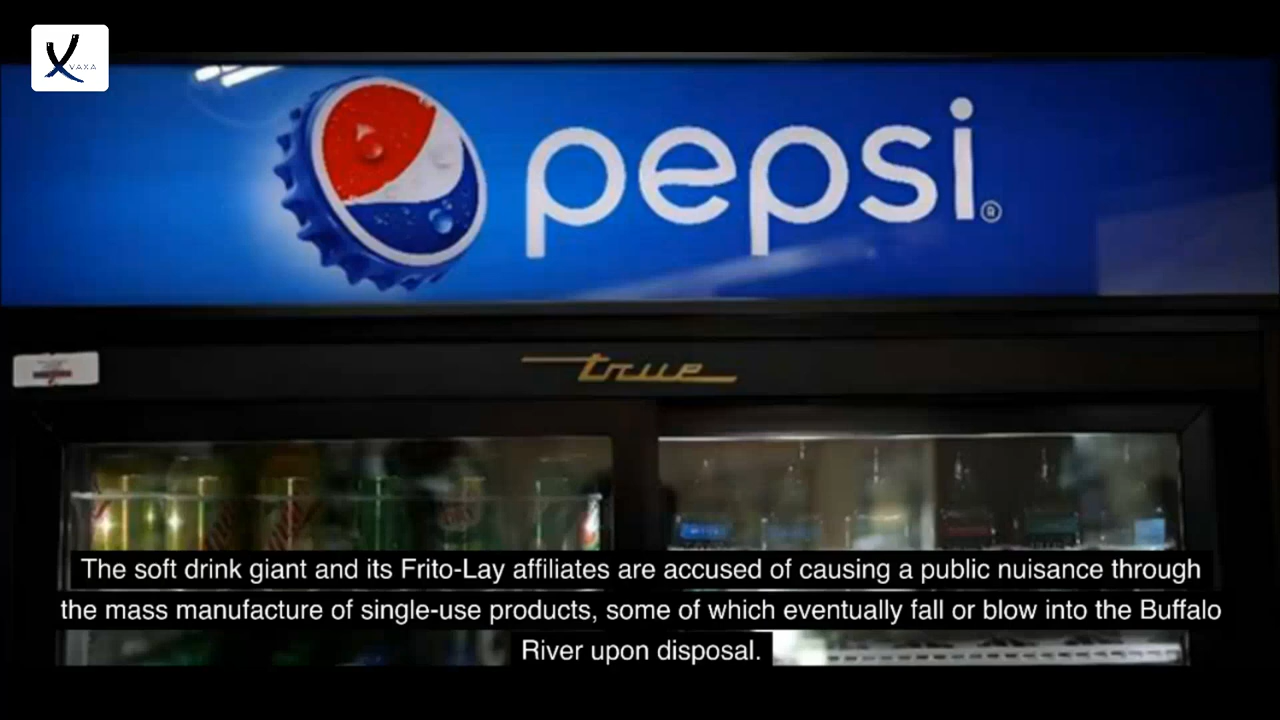 VAXA
pepsi
®
true
The soft drink giant and its Frito-Lay affiliates are accused of causing a public nuisance through
the mass manufacture of single-use products, some of which eventually fall or blow into the Buffalo
River upon disposal.